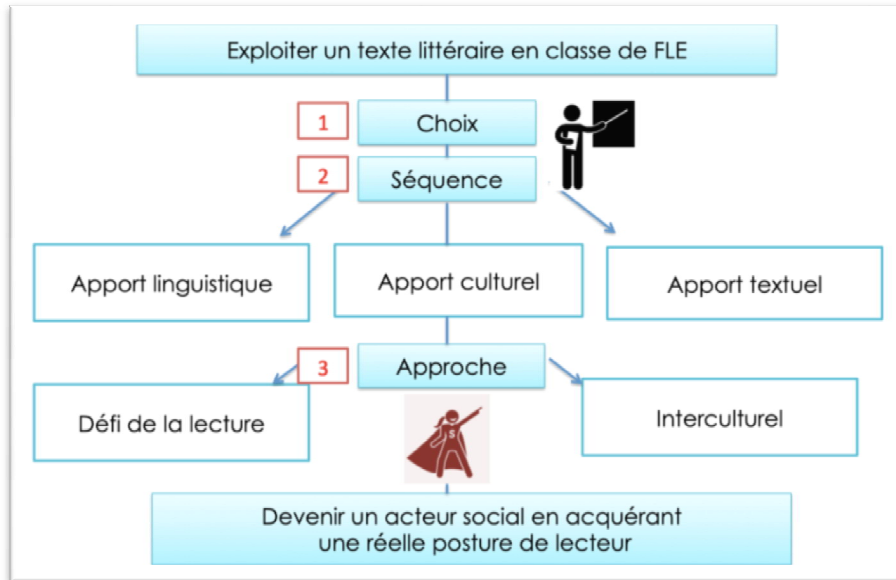 Exploiter un texte littéraire en classe de FLE
1
Choix
2
Séquence
Apport linguistique
Apport culturel
Apport textuel
3
Approche
Défi de la lecture
Interculturel
S
Devenir un acteur social en acquérant
une réelle posture de lecteur